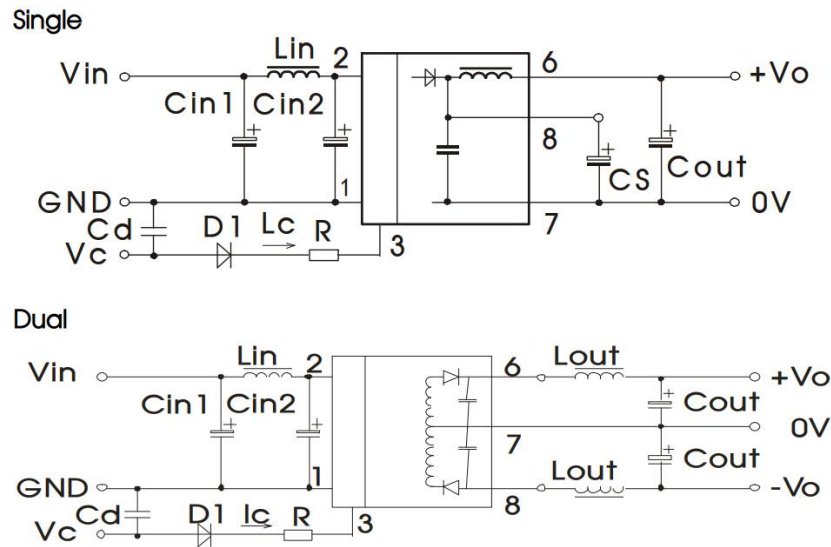 Single
Vin Lin 2 6 +Vo
Cin1 Cin2 + + 8 + + CS Cout
GND 1 7 0V
Cd D1 Lc R 3
Vc
Dual
Vin Lin 2 6 Lout +Vo
Cin1 Cin2 + + 7 + Cout 0V
+ Cout
GND 1 8 Lout -Vo
Cd D1 Ic R 3
Vc